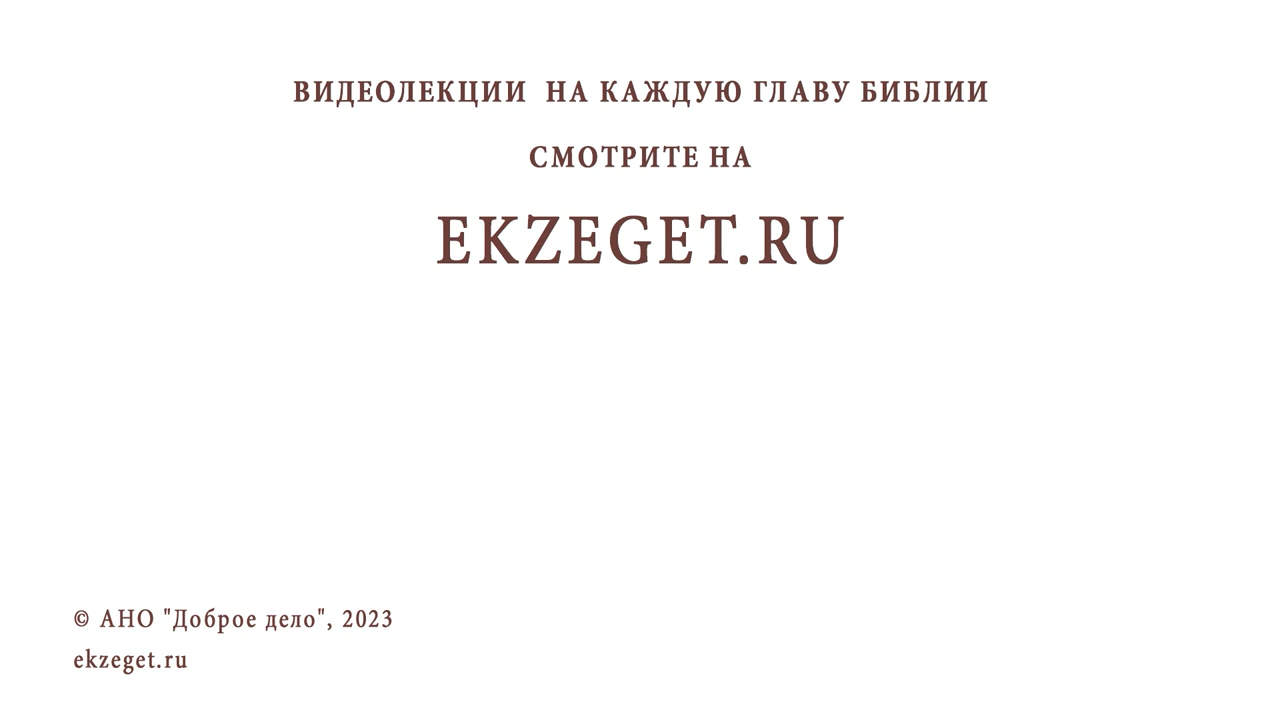 ВИДЕОЛЕКЦИИ НА КАЖДУЮ ГЛАВУ БИБЛИИ
СМОТРИТЕ НА
EKZEGET.RU
© АНО "Доброе дело", 2023
ekzeget.ru